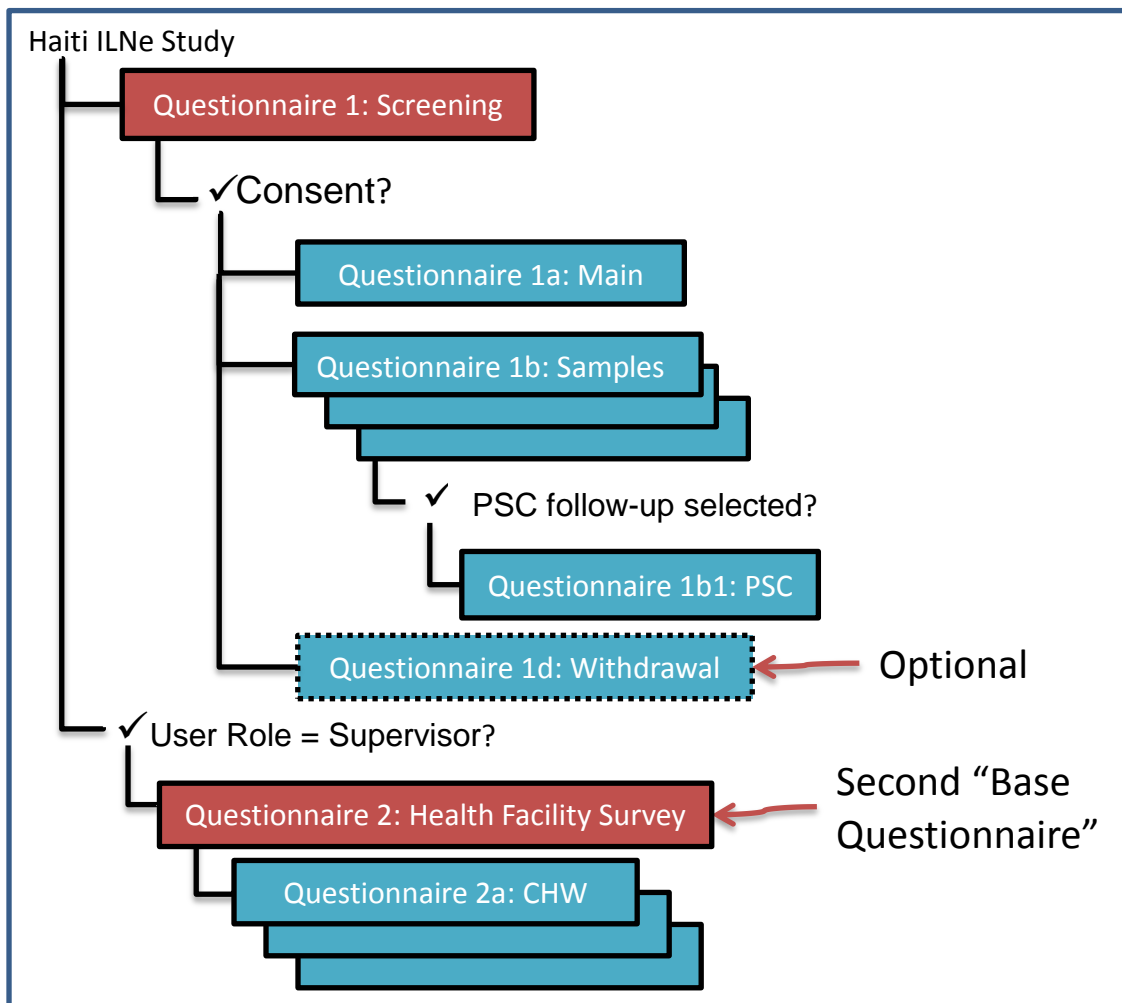 Haiti ILNe Study
Questionnaire 1: Screening
✓Consent?
Questionnaire 1a: Main
Questionnaire 1b: Samples
✓ PSC follow-up selected?
Questionnaire 1b1: PSC
Questionnaire 1d: Withdrawal
Optional
✓User Role = Supervisor?
Second “Base
Questionnaire”
Questionnaire 2: Health Facility Survey
Questionnaire 2a: CHW